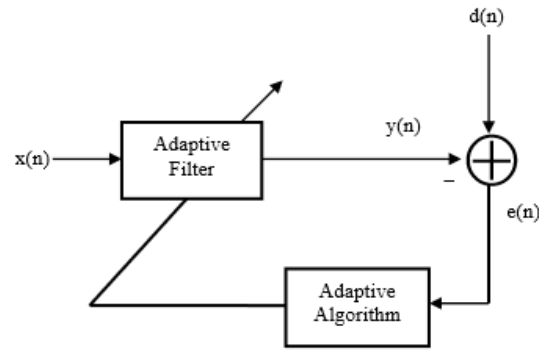 d(n)
y(n)
x(n)
Adaptive
Filter
–
e(n)
Adaptive
Algorithm